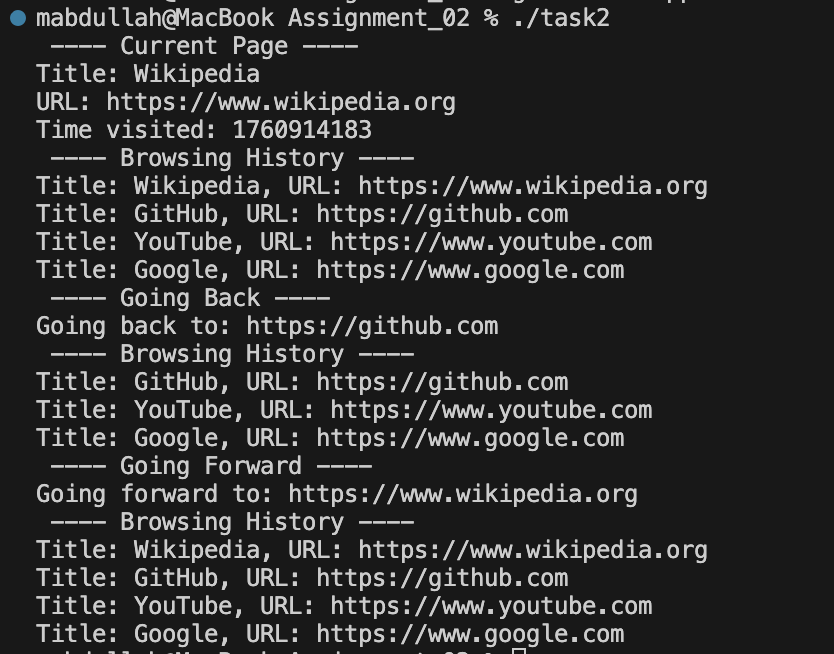 mabdullah@MacBook Assignment_02 % ./task2
---- Current Page ----
Title: Wikipedia
URL: https://www.wikipedia.org
Time visited: 1760914183
---- Browsing History ----
Title: Wikipedia, URL: https://www.wikipedia.org
Title: GitHub, URL: https://github.com
Title: YouTube, URL: https://www.youtube.com
Title: Google, URL: https://www.google.com
---- Going Back ----
Going back to: https://github.com
---- Browsing History ----
Title: GitHub, URL: https://github.com
Title: YouTube, URL: https://www.youtube.com
Title: Google, URL: https://www.google.com
---- Going Forward ----
Going forward to: https://www.wikipedia.org
---- Browsing History ----
Title: Wikipedia, URL: https://www.wikipedia.org
Title: GitHub, URL: https://github.com
Title: YouTube, URL: https://www.youtube.com
Title: Google, URL: https://www.google.com